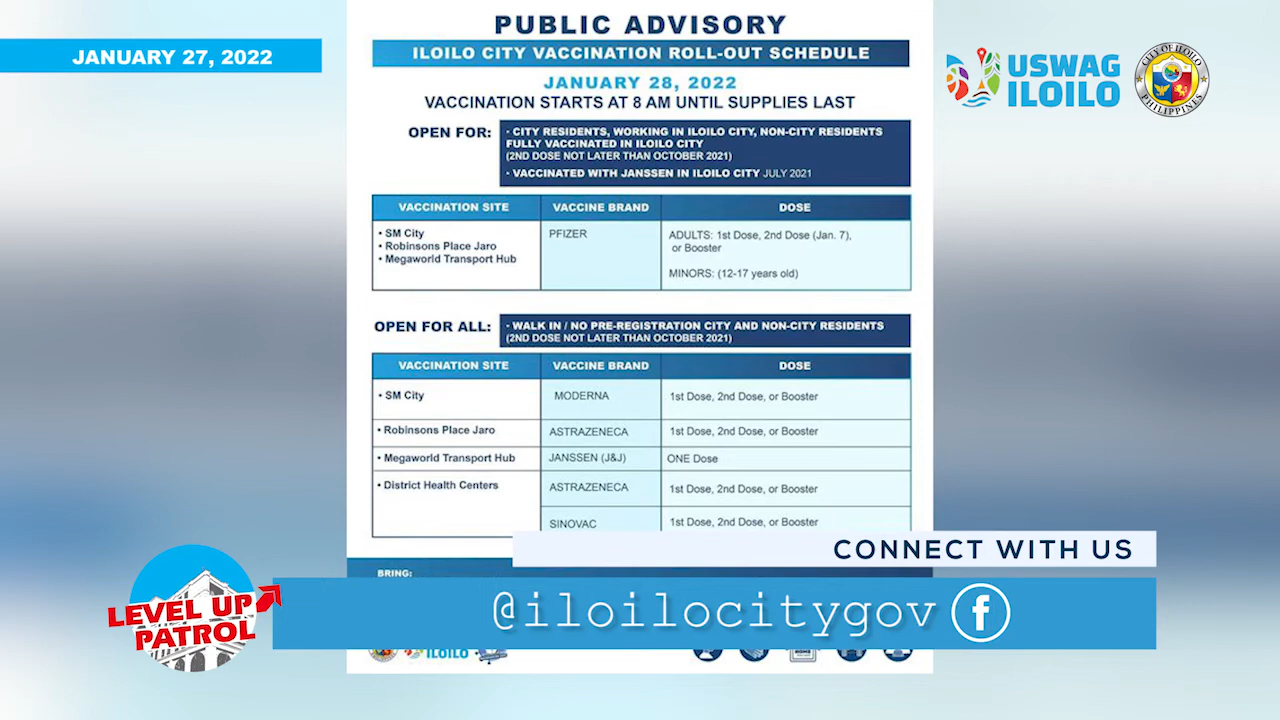 JANUARY 27, 2022
PUBLIC ADVISORY
ILOILO CITY VACCINATION ROLL-OUT SCHEDULE
JANUARY 28, 2022
VACCINATION STARTS AT 8 AM UNTIL SUPPLIES LAST
USWAG
ILOILO
CITY OF ILOILO
PHILIPPINES
OPEN FOR:
• CITY RESIDENTS, WORKING IN ILOILO CITY, NON-CITY RESIDENTS
FULLY VACCINATED IN ILOILO CITY
(2ND DOSE NOT LATER THAN OCTOBER 2021)
• VACCINATED WITH JANSSEN IN ILOILO CITY JULY 2021
VACCINATION SITE VACCINE BRAND DOSE
• SM City PFIZER ADULTS: 1st Dose, 2nd Dose (Jan. 7),
• Robinsons Place Jaro or Booster
• Megaworld Transport Hub
MINORS: (12-17 years old)
OPEN FOR ALL: • WALK IN / NO PRE-REGISTRATION CITY AND NON-CITY RESIDENTS
(2ND DOSE NOT LATER THAN OCTOBER 2021)
VACCINATION SITE VACCINE BRAND DOSE
• SM City MODERNA 1st Dose, 2nd Dose, or Booster
• Robinsons Place Jaro ASTRAZENECA 1st Dose, 2nd Dose, or Booster
• Megaworld Transport Hub JANSSEN (J&J) ONE Dose
• District Health Centers ASTRAZENECA 1st Dose, 2nd Dose, or Booster
SINOVAC 1st Dose, 2nd Dose, or Booster
CONNECT WITH US
BRING:
@iloilocitygov
LEVEL UP
PATROL
ILOILO